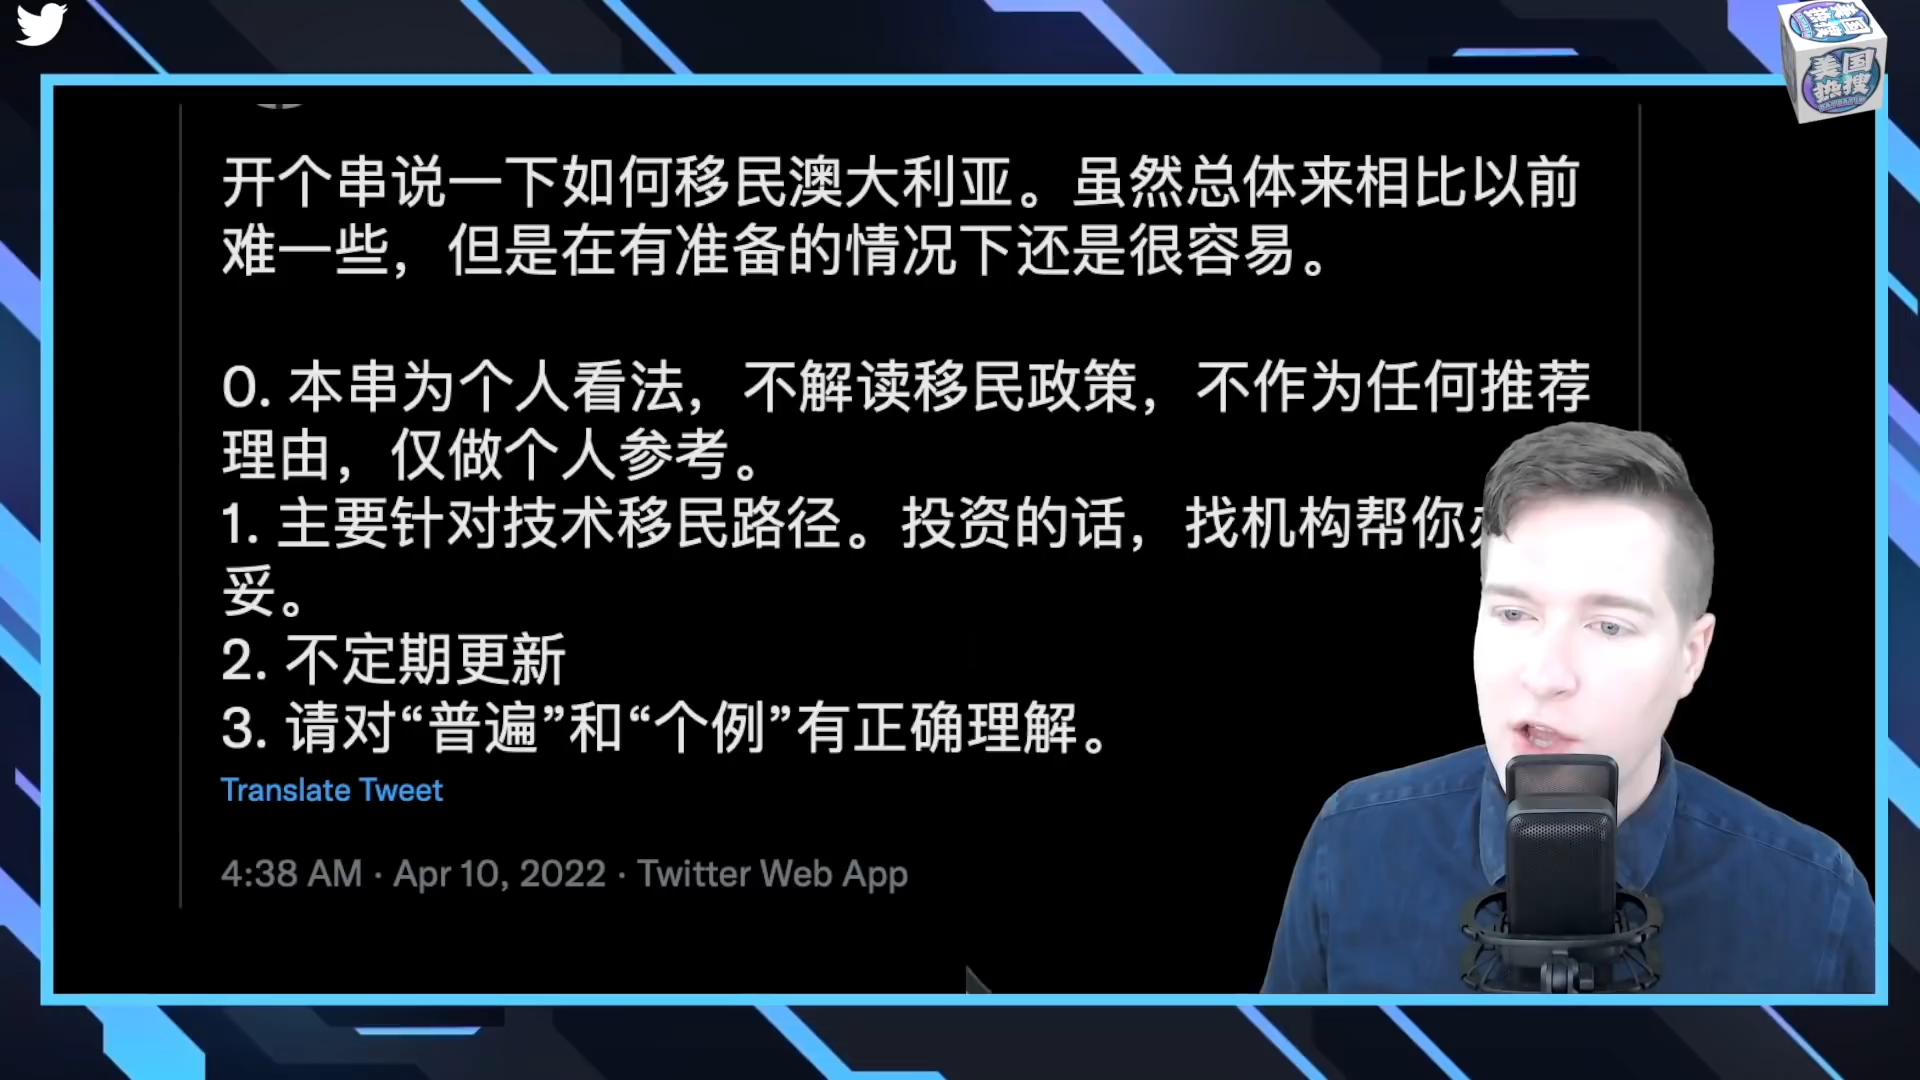 美国
热搜
开个串说一下如何移民澳大利亚。虽然总体来相比以前
难一些，但是在有准备的情况下还是很容易。
0. 本串为个人看法，不解读移民政策，不作为任何推荐
理由，仅做个人参考。
1. 主要针对技术移民路径。投资的话，找机构帮你
妥。
2. 不定期更新
3. 请对“普遍”和“个例”有正确理解。
Translate Tweet
4:38 AM · Apr 10, 2022 · Twitter Web App